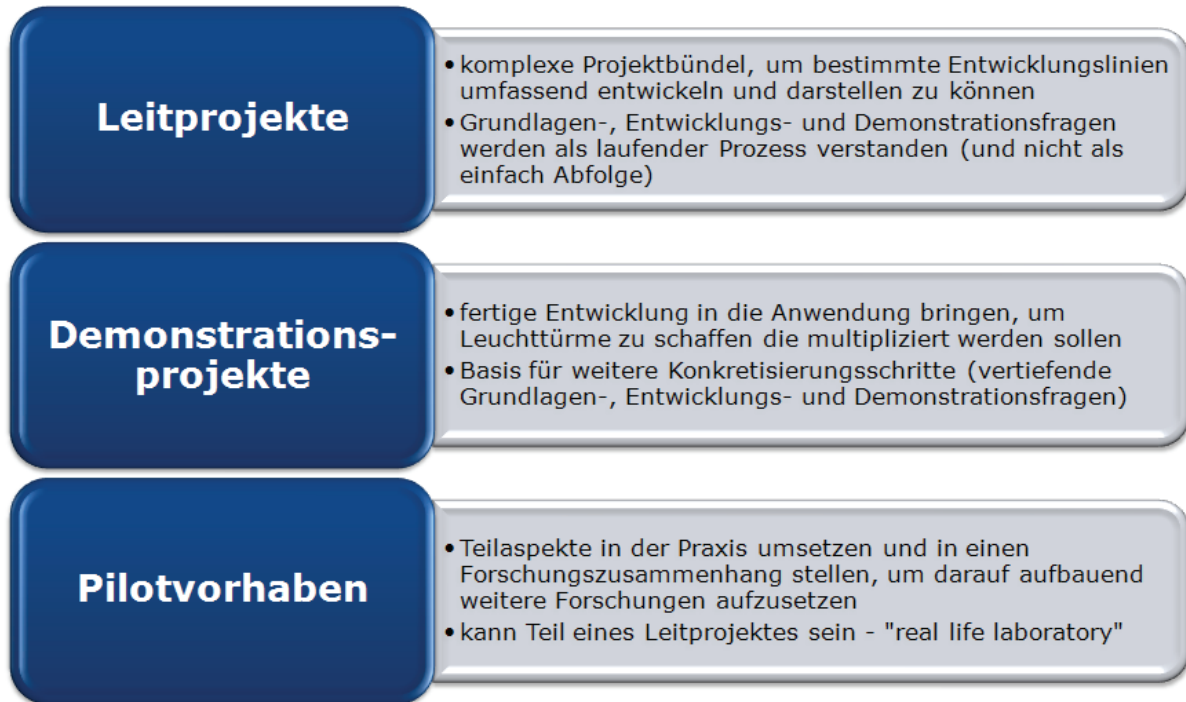 Leitprojekte
• komplexe Projektbündel, um bestimmte Entwicklungslinien
umfassend entwickeln und darstellen zu können
• Grundlagen-, Entwicklungs- und Demonstrationsfragen
werden als laufender Prozess verstanden (und nicht als
einfach Abfolge)
Demonstrations-
projekte
• fertige Entwicklung in die Anwendung bringen, um
Leuchttürme zu schaffen die multipliziert werden sollen
• Basis für weitere Konkretisierungsschritte (vertiefende
Grundlagen-, Entwicklungs- und Demonstrationsfragen)
Pilotvorhaben
• Teilaspekte in der Praxis umsetzen und in einen
Forschungszusammenhang stellen, um darauf aufbauend
weitere Forschungen aufzusetzen
• kann Teil eines Leitprojektes sein - "real life laboratory"